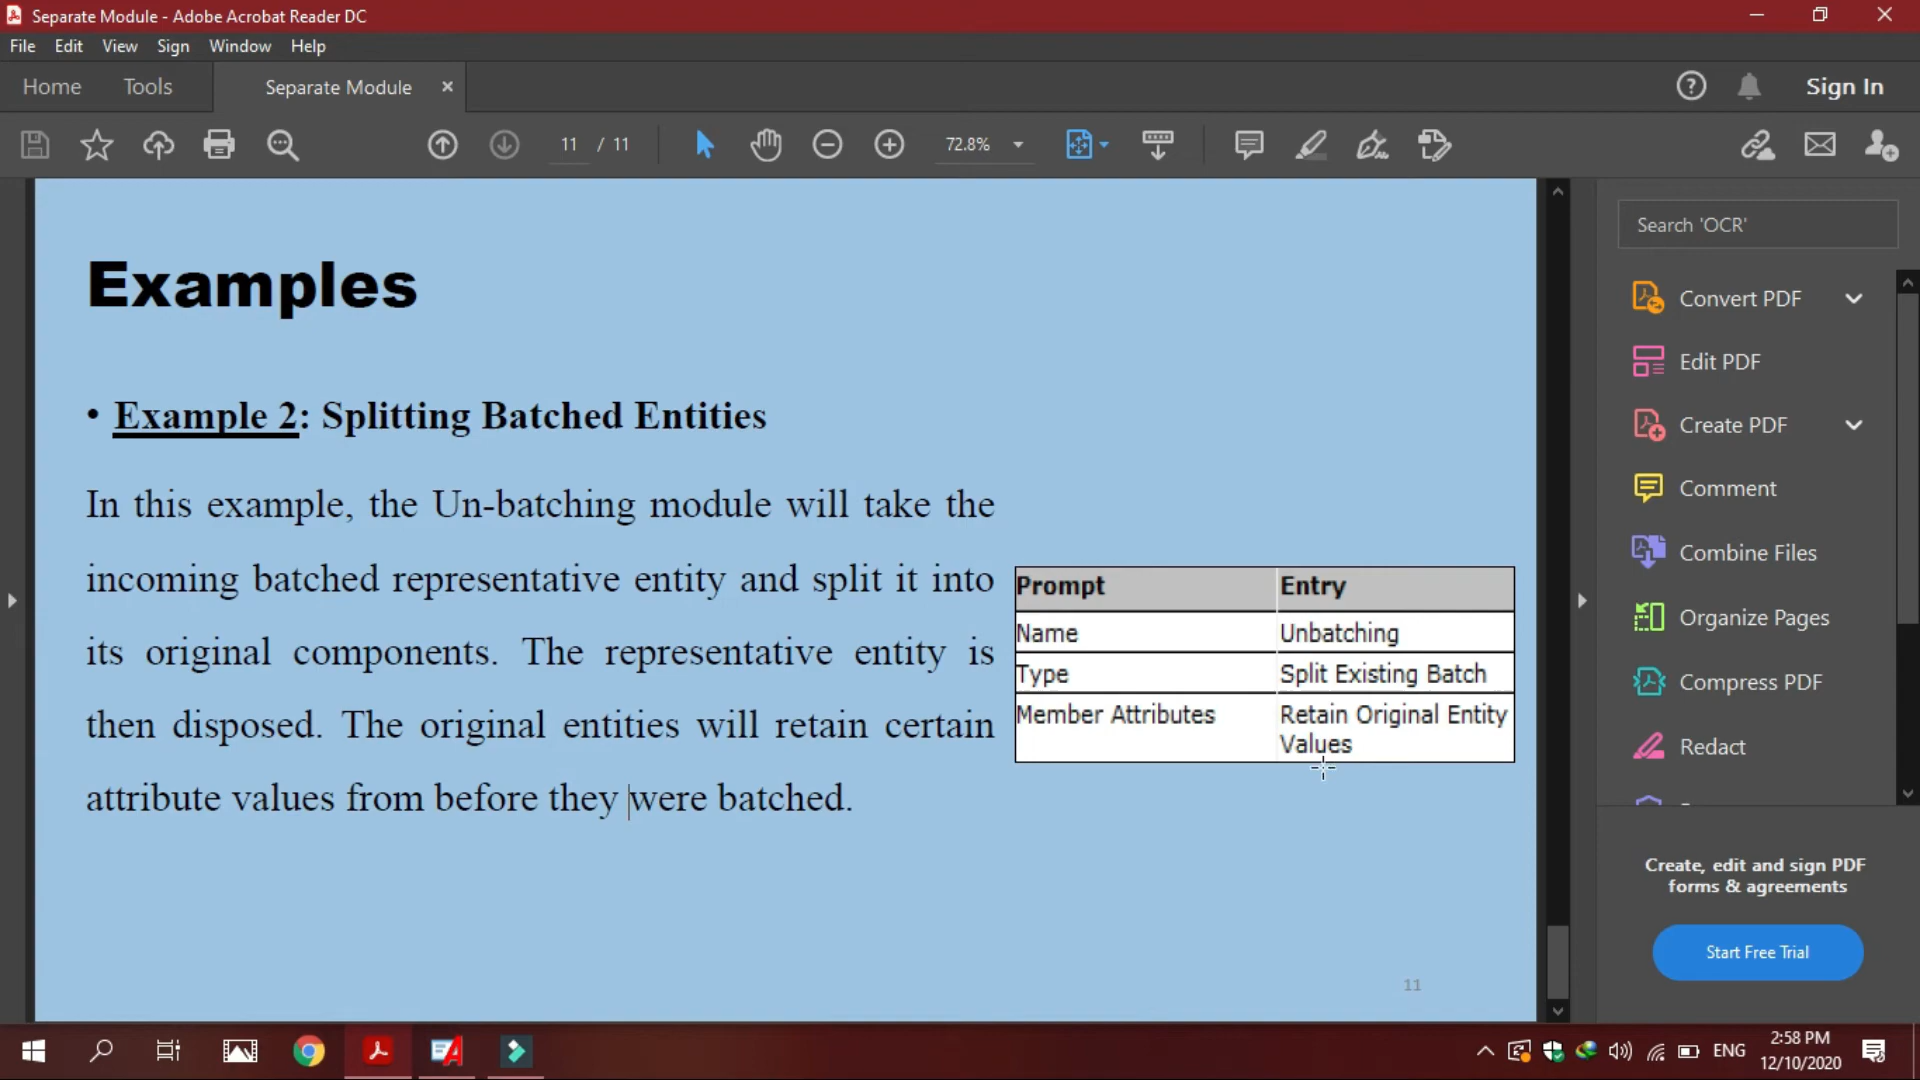 Separate Module - Adobe Acrobat Reader DC
File Edit View Sign Window Help
Home Tools Separate Module × Sign In
11 / 11 72.8%
Examples
• Example 2: Splitting Batched Entities
In this example, the Un-batching module will take the
incoming batched representative entity and split it into
its original components. The representative entity is
then disposed. The original entities will retain certain
attribute values from before they were batched.
Prompt Entry
Name Unbatching
Type Split Existing Batch
Member Attributes Retain Original Entity
Values
11
Search 'OCR'
Convert PDF
Edit PDF
Create PDF
Comment
Combine Files
Organize Pages
Compress PDF
Redact
Create, edit and sign PDF
forms & agreements
Start Free Trial
ENG
2:58 PM
12/10/2020